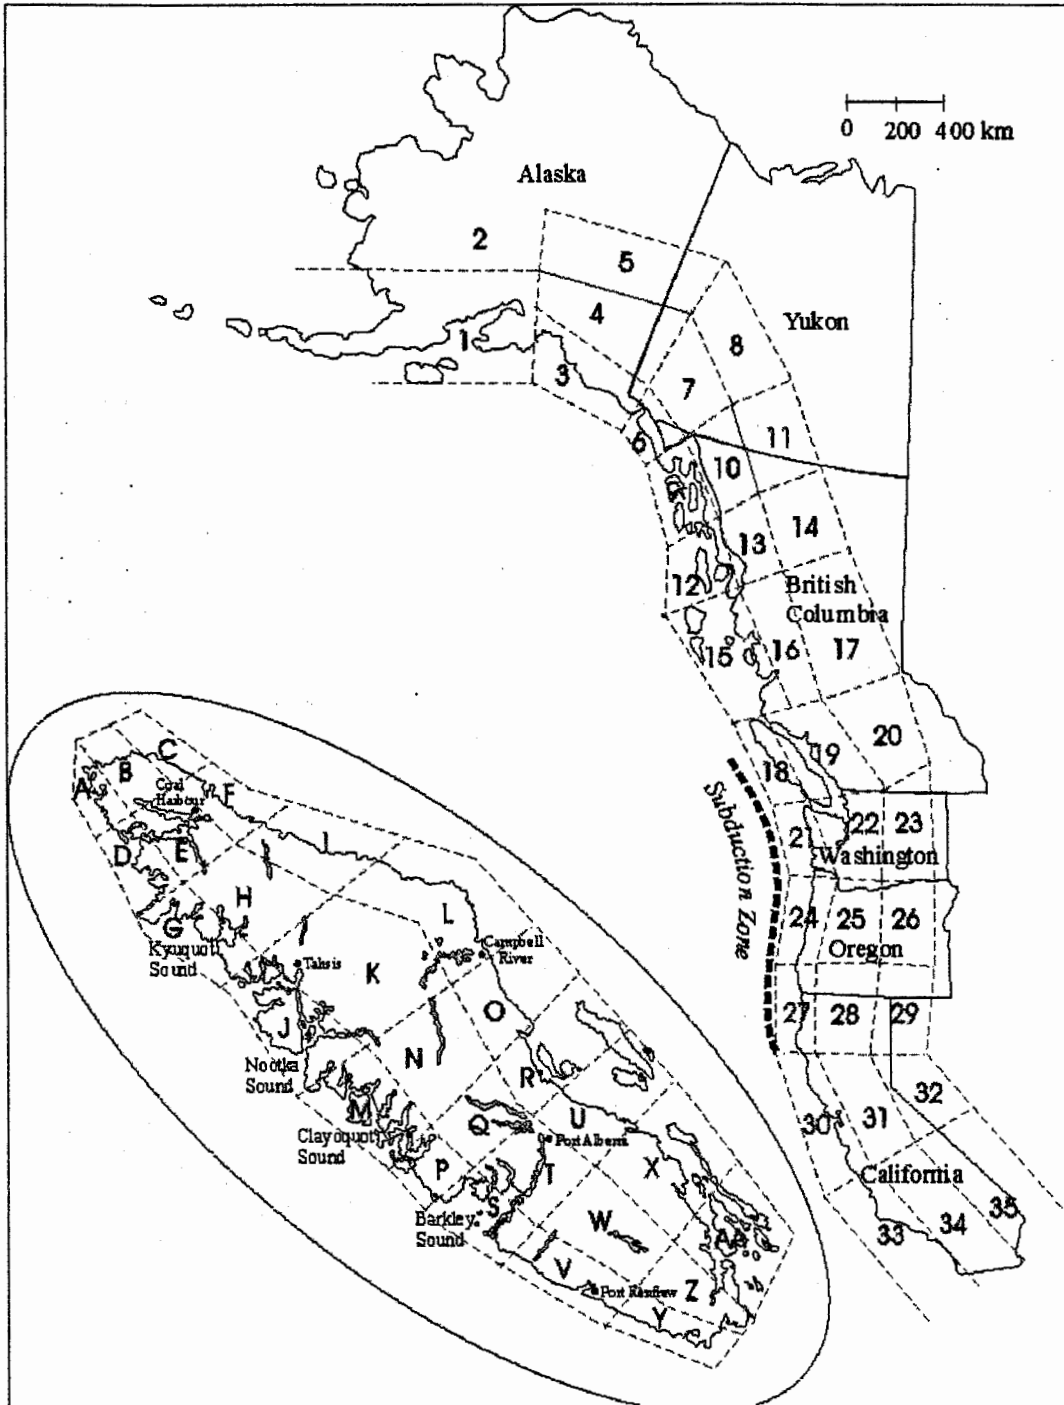 0 200 400 km
Alaska
2
5
4
Yukon
1
8
3
7
11
6
10
14
13
12
British
Columbia
15
16
17
20
19
18
C
B
A
Coal
Harbour
F
Subduction Zone
22
23
21
Washington
D
E
I
H
24
25
26
G
L
Oregon
Kyuquot
Sound
Campbell
River
Tahsis
K
O
27
28
29
J
N
Nootka
Sound
R
32
M
Q
U
31
30
Clayoquot
Sound
Port Alberni
P
T
X
California
S
35
Barkley
Sound
W
34
AA
33
V
Port Renfrew
Z
Y